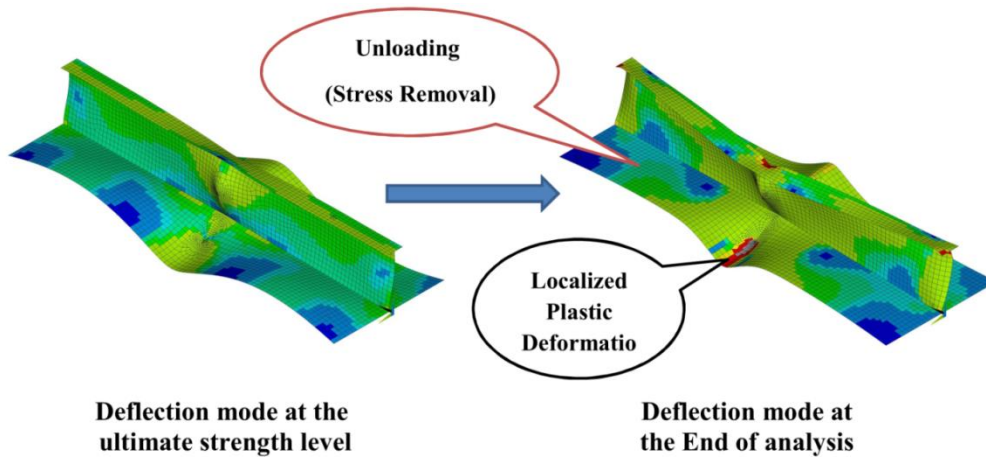 Unloading
(Stress Removal)
Localized
Plastic
Deformatio
Deflection mode at the
ultimate strength level
Deflection mode at
the End of analysis